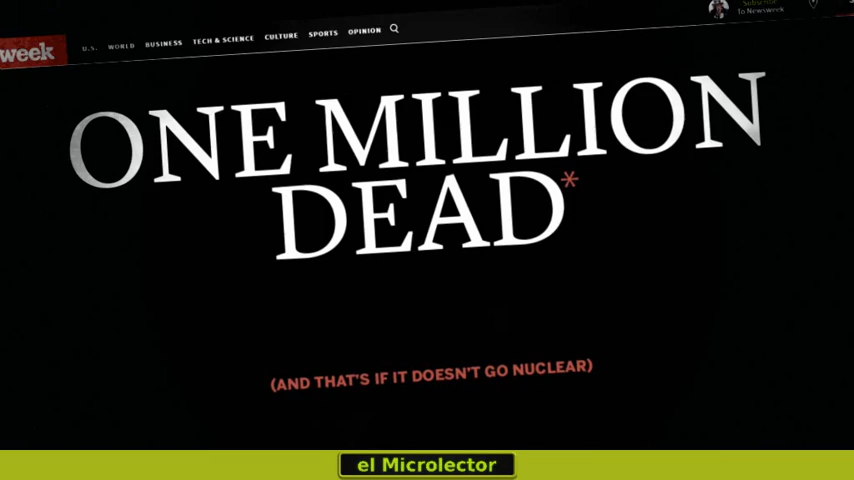 Subscribe
To Newsweek
week
U.S. WORLD BUSINESS TECH & SCIENCE CULTURE SPORTS OPINION
ONE MILLION
DEAD*
(AND THAT'S IF IT DOESN'T GO NUCLEAR)
el Microlector